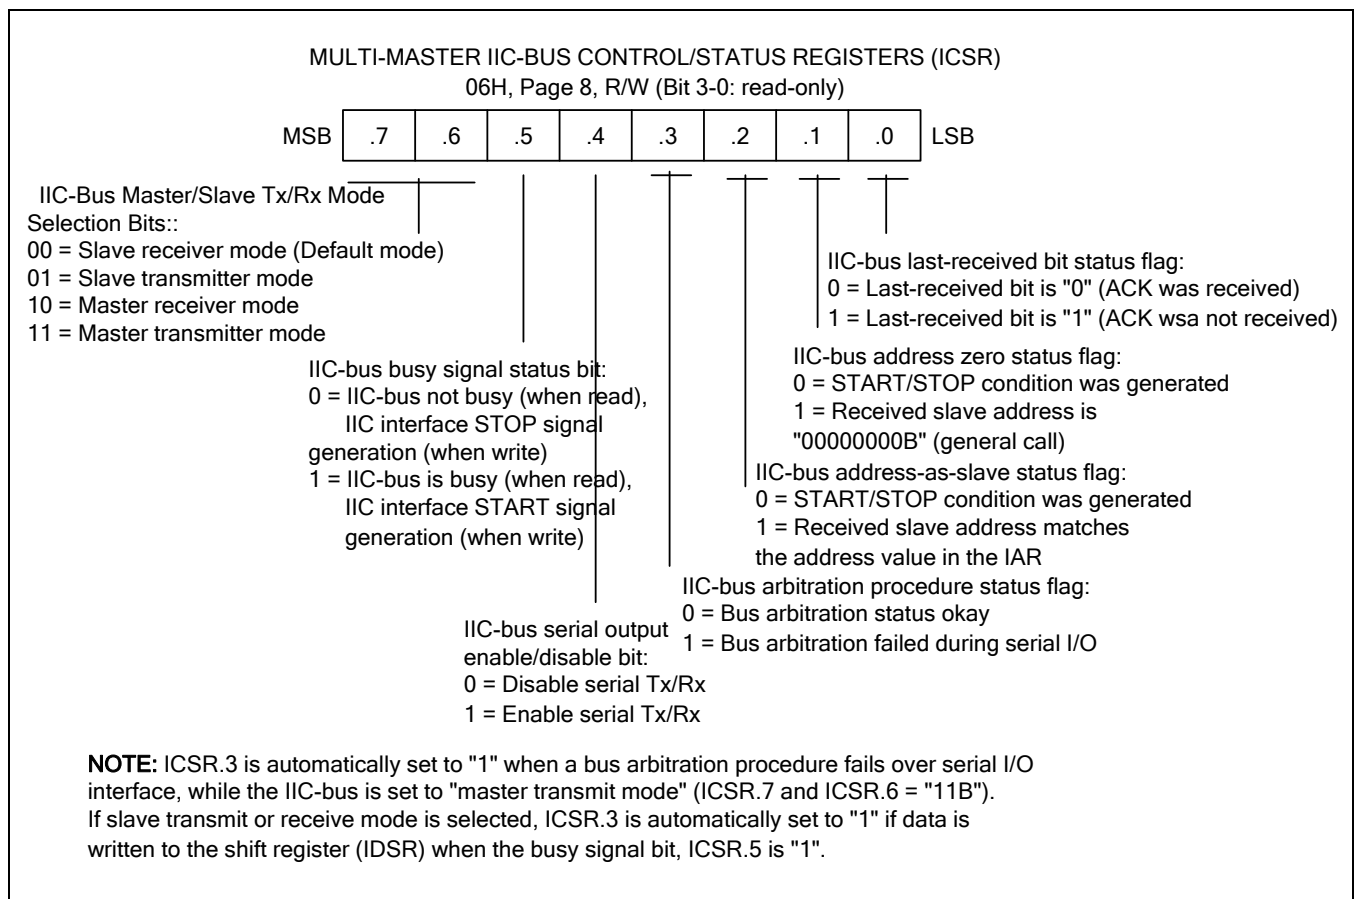 MULTI-MASTER IIC-BUS CONTROL/STATUS REGISTERS (ICSR)
06H, Page 8, R/W (Bit 3-0: read-only)
MSB .7 .6 .5 .4 .3 .2 .1 .0 LSB
IIC-Bus Master/Slave Tx/Rx Mode
Selection Bits::
00 = Slave receiver mode (Default mode)
01 = Slave transmitter mode
10 = Master receiver mode
11 = Master transmitter mode
IIC-bus last-received bit status flag:
0 = Last-received bit is "0" (ACK was received)
1 = Last-received bit is "1" (ACK wsa not received)
IIC-bus address zero status flag:
0 = START/STOP condition was generated
1 = Received slave address is
"00000000B" (general call)
IIC-bus busy signal status bit:
0 = IIC-bus not busy (when read),
IIC interface STOP signal
generation (when write)
1 = IIC-bus is busy (when read),
IIC interface START signal
generation (when write)
IIC-bus address-as-slave status flag:
0 = START/STOP condition was generated
1 = Received slave address matches
the address value in the IAR
IIC-bus arbitration procedure status flag:
0 = Bus arbitration status okay
1 = Bus arbitration failed during serial I/O
IIC-bus serial output
enable/disable bit:
0 = Disable serial Tx/Rx
1 = Enable serial Tx/Rx
NOTE: ICSR.3 is automatically set to "1" when a bus arbitration procedure fails over serial I/O
interface, while the IIC-bus is set to "master transmit mode" (ICSR.7 and ICSR.6 = "11B").
If slave transmit or receive mode is selected, ICSR.3 is automatically set to "1" if data is
written to the shift register (IDSR) when the busy signal bit, ICSR.5 is "1".